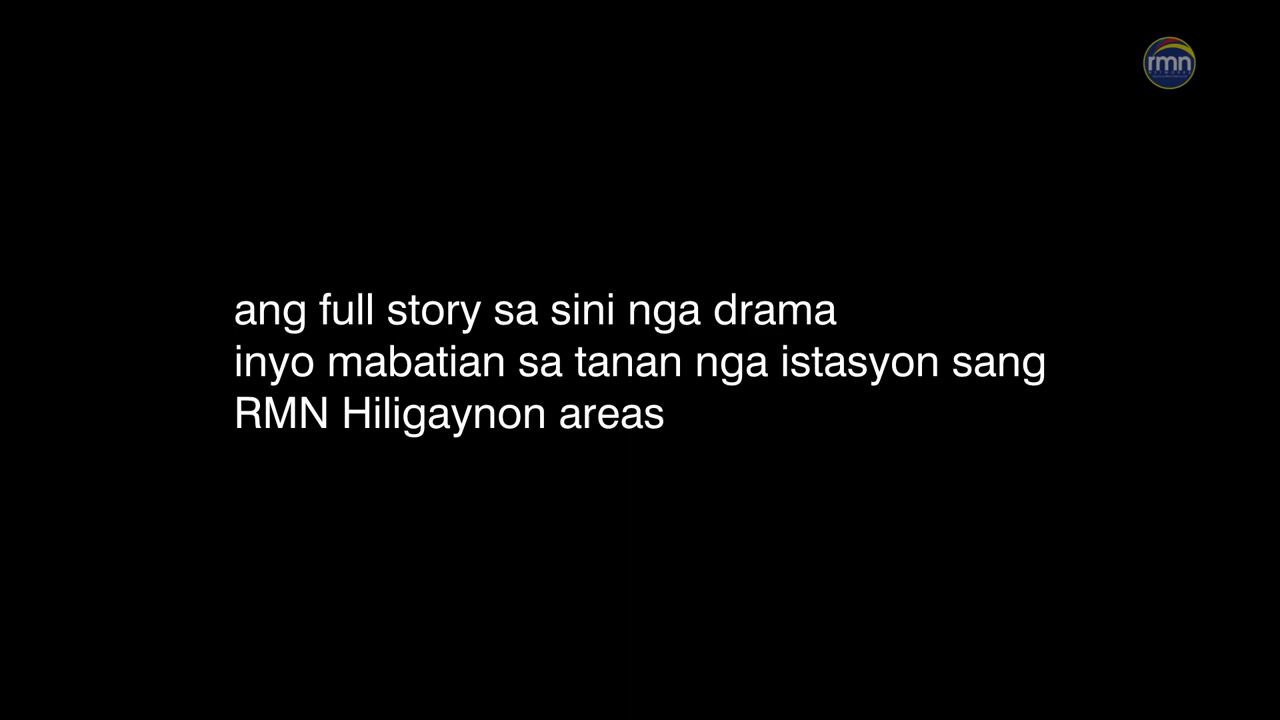 rmn
ang full story sa sini nga drama
inyo mabatian sa tanan nga istasyon sang
RMN Hiligaynon areas